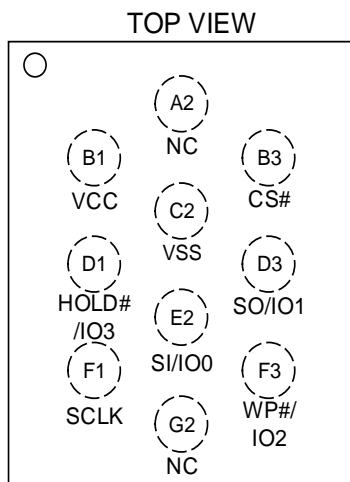 TOP VIEW
A2
NC
B1
VCC
B3
CS#
C2
VSS
D1
HOLD#
/IO3
D3
SO/IO1
E2
SI/IO0
F1
SCLK
F3
WP#/
IO2
G2
NC